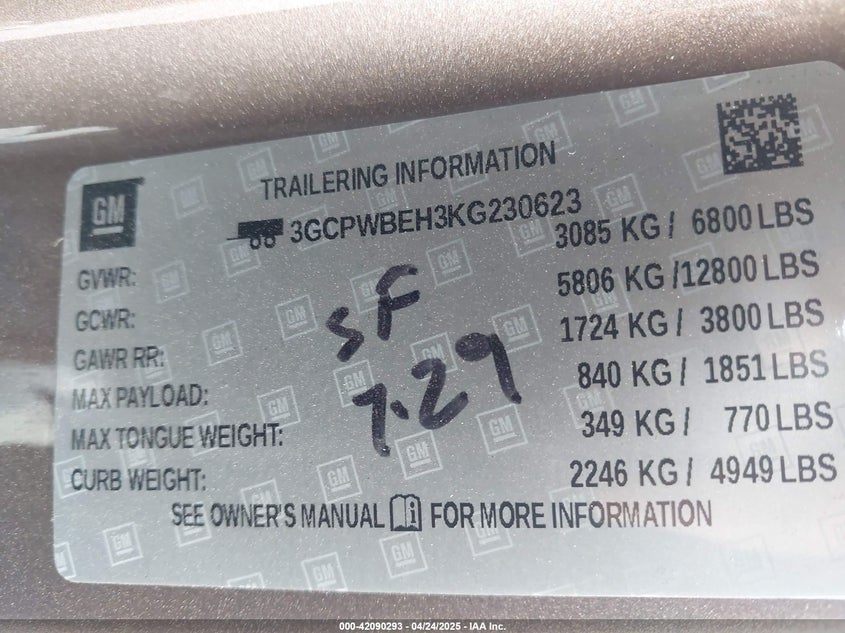 GM
TRAILERING INFORMATION
3GCPWBEH3KG230623
GVWR: 3085 KG / 6800 LBS
GCWR: 5806 KG /12800 LBS
GAWR RR: 1724 KG / 3800 LBS
MAX PAYLOAD: 840 KG / 1851 LBS
MAX TONGUE WEIGHT: 349 KG / 770 LBS
CURB WEIGHT: 2246 KG / 4949 LBS
SEE OWNER'S MANUAL i FOR MORE INFORMATION
SF
7.29
000-42090293 - 04/24/2025 - IAA Inc.